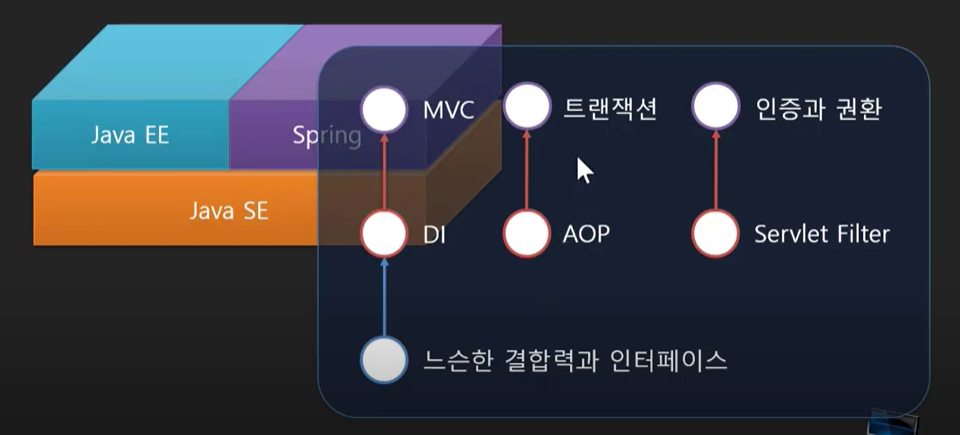 MVC
트랜잭션
인증과 권환
Java EE
Spring
Java SE
DI
AOP
Servlet Filter
느슨한 결합력과 인터페이스